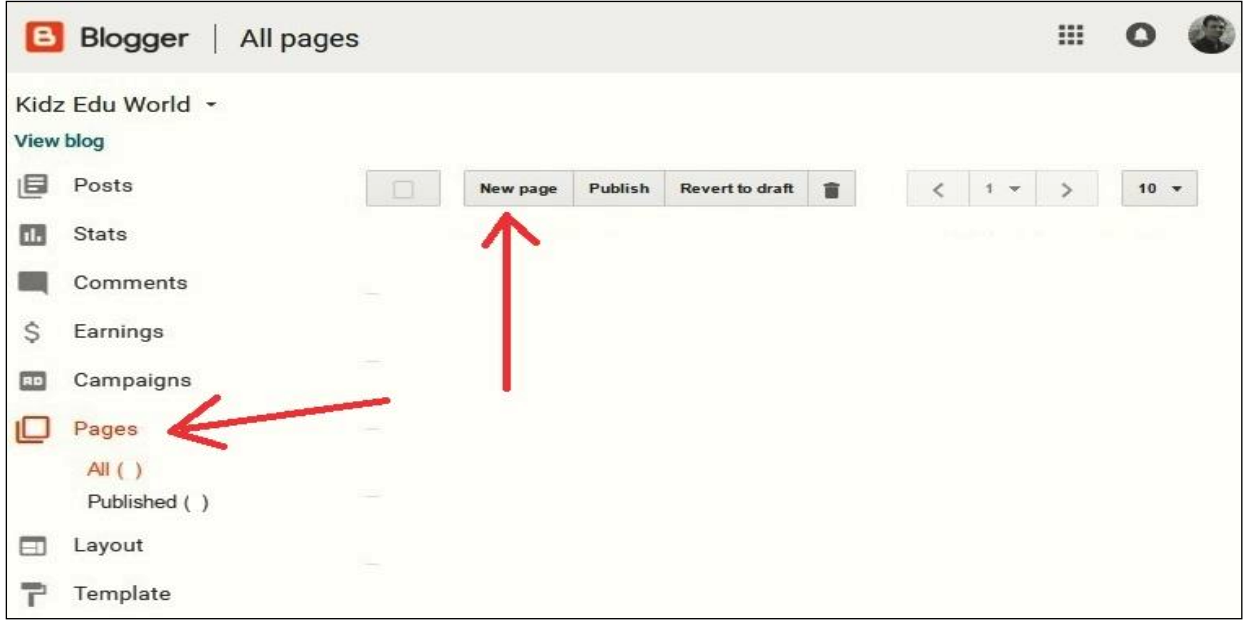 Blogger | All pages
Kidz Edu World
View blog
Posts
New page Publish Revert to draft
1
10
Stats
Comments
$ Earnings
AD Campaigns
Pages
All ( )
Published ( )
Layout
Template